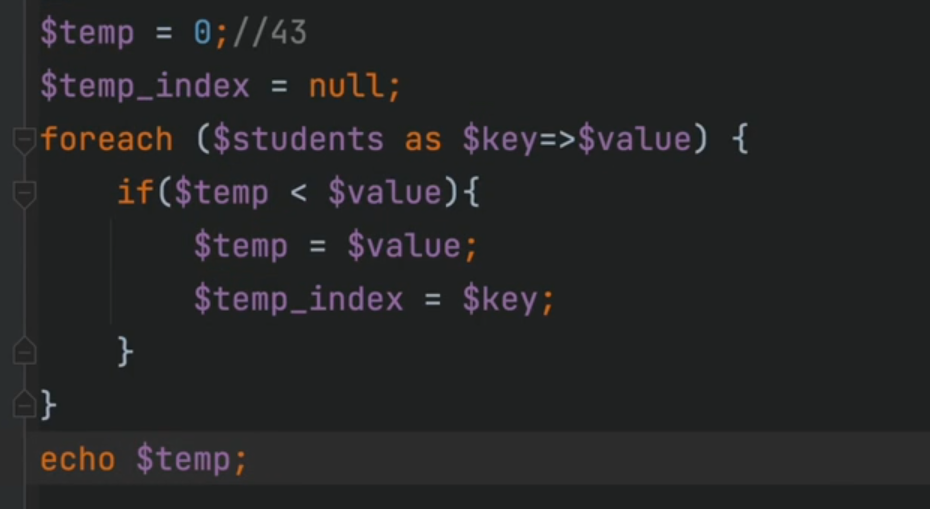 $temp = 0;//43
$temp_index = null;
foreach ($students as $key=>$value) {
    if($temp < $value){
        $temp = $value;
        $temp_index = $key;
    }
}
echo $temp;